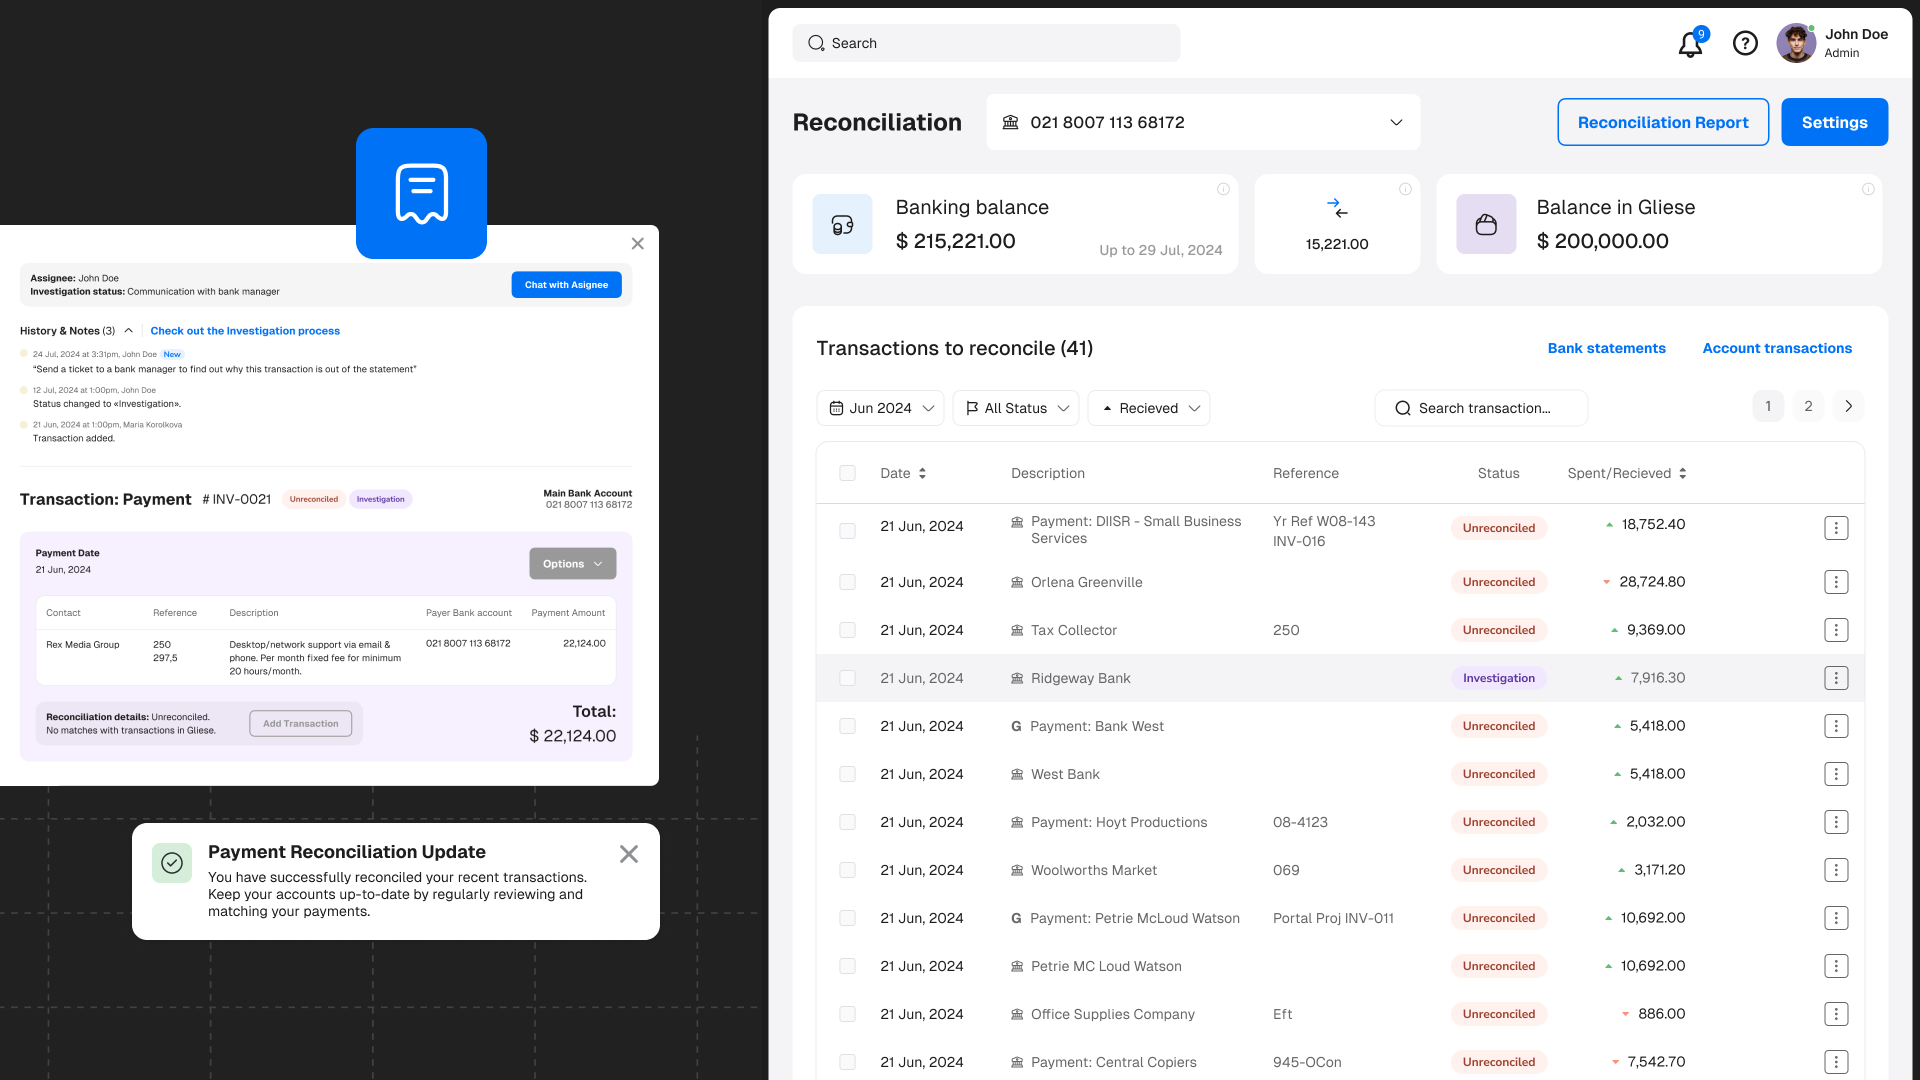 Assignee: John Doe
Investigation status: Communication with bank manager
Chat with Asignee
History & Notes (3)
Check out the Investigation process
24 Jul, 2024 at 3:31pm, John Doe New
“Send a ticket to a bank manager to find out why this transaction is out of the statement”
12 Jul, 2024 at 1:00pm, John Doe
Status changed to «Investigation».
21 Jun, 2024 at 1:00pm, Maria Korolkova
Transaction added.
Transaction: Payment # INV-0021 Unreconciled Investigation
Main Bank Account
021 8007 113 68172
Payment Date
21 Jun, 2024
Options
Contact Reference Description Payer Bank account Payment Amount
Rex Media Group 250 Desktop/network support via email & 021 8007 113 68172 22,124.00
297,5 phone. Per month fixed fee for minimum
20 hours/month.
Reconciliation details: Unreconciled.
No matches with transactions in Gliese.
Add Transaction
Total:
$ 22,124.00
Payment Reconciliation Update
You have successfully reconciled your recent transactions.
Keep your accounts up-to-date by regularly reviewing and
matching your payments.
Search
9
?
John Doe
Admin
Reconciliation
021 8007 113 68172
Reconciliation Report
Settings
Banking balance
$ 215,221.00
Up to 29 Jul, 2024
15,221.00
Balance in Gliese
$ 200,000.00
Transactions to reconcile (41)
Bank statements
Account transactions
Jun 2024
All Status
Recieved
Search transaction...
1 2
Date Description Reference Status Spent/Recieved
21 Jun, 2024 Payment: DIISR - Small Business Yr Ref W08-143 Unreconciled 18,752.40
Services INV-016
21 Jun, 2024 Orlena Greenville Unreconciled 28,724.80
21 Jun, 2024 Tax Collector 250 Unreconciled 9,369.00
21 Jun, 2024 Ridgeway Bank Investigation 7,916.30
21 Jun, 2024 G Payment: Bank West Unreconciled 5,418.00
21 Jun, 2024 West Bank Unreconciled 5,418.00
21 Jun, 2024 Payment: Hoyt Productions 08-4123 Unreconciled 2,032.00
21 Jun, 2024 Woolworths Market 069 Unreconciled 3,171.20
21 Jun, 2024 G Payment: Petrie McLoud Watson Portal Proj INV-011 Unreconciled 10,692.00
21 Jun, 2024 Petrie MC Loud Watson Unreconciled 10,692.00
21 Jun, 2024 Office Supplies Company Eft Unreconciled 886.00
21 Jun, 2024 Payment: Central Copiers 945-OCon Unreconciled 7,542.70